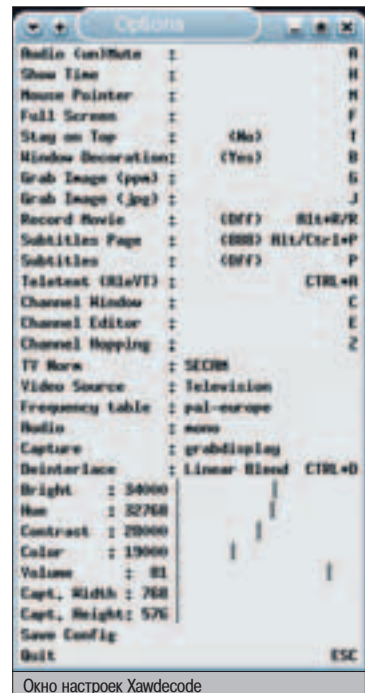 Options
Audio (un)Mute : A
Show Time : H
Mouse Pointer : M
Full Screen : F
Stay on Top : (No) T
Window Decoration: (Yes) B
Grab Image (ppm) : G
Grab Image (jpg) : J
Record Movie : (Off) Alt+R/R
Subtitles Page : (888) Alt/Ctrl+P
Subtitles : (Off) P
Teletext (AleVT) : CTRL+A
Channel Window : C
Channel Editor : E
Channel Hopping : Z
TV Norm : SECAM
Video Source : Television
Frequency table : pal-europe
Audio : mono
Capture : grabdisplay
Deinterlace : Linear Blend CTRL+D
Bright : 34000
Hue : 32768
Contrast : 28000
Color : 19000
Volume : 81
Capt. Width : 768
Capt. Height: 576
Save Config
Quit ESC
Окно настроек Xawdecode